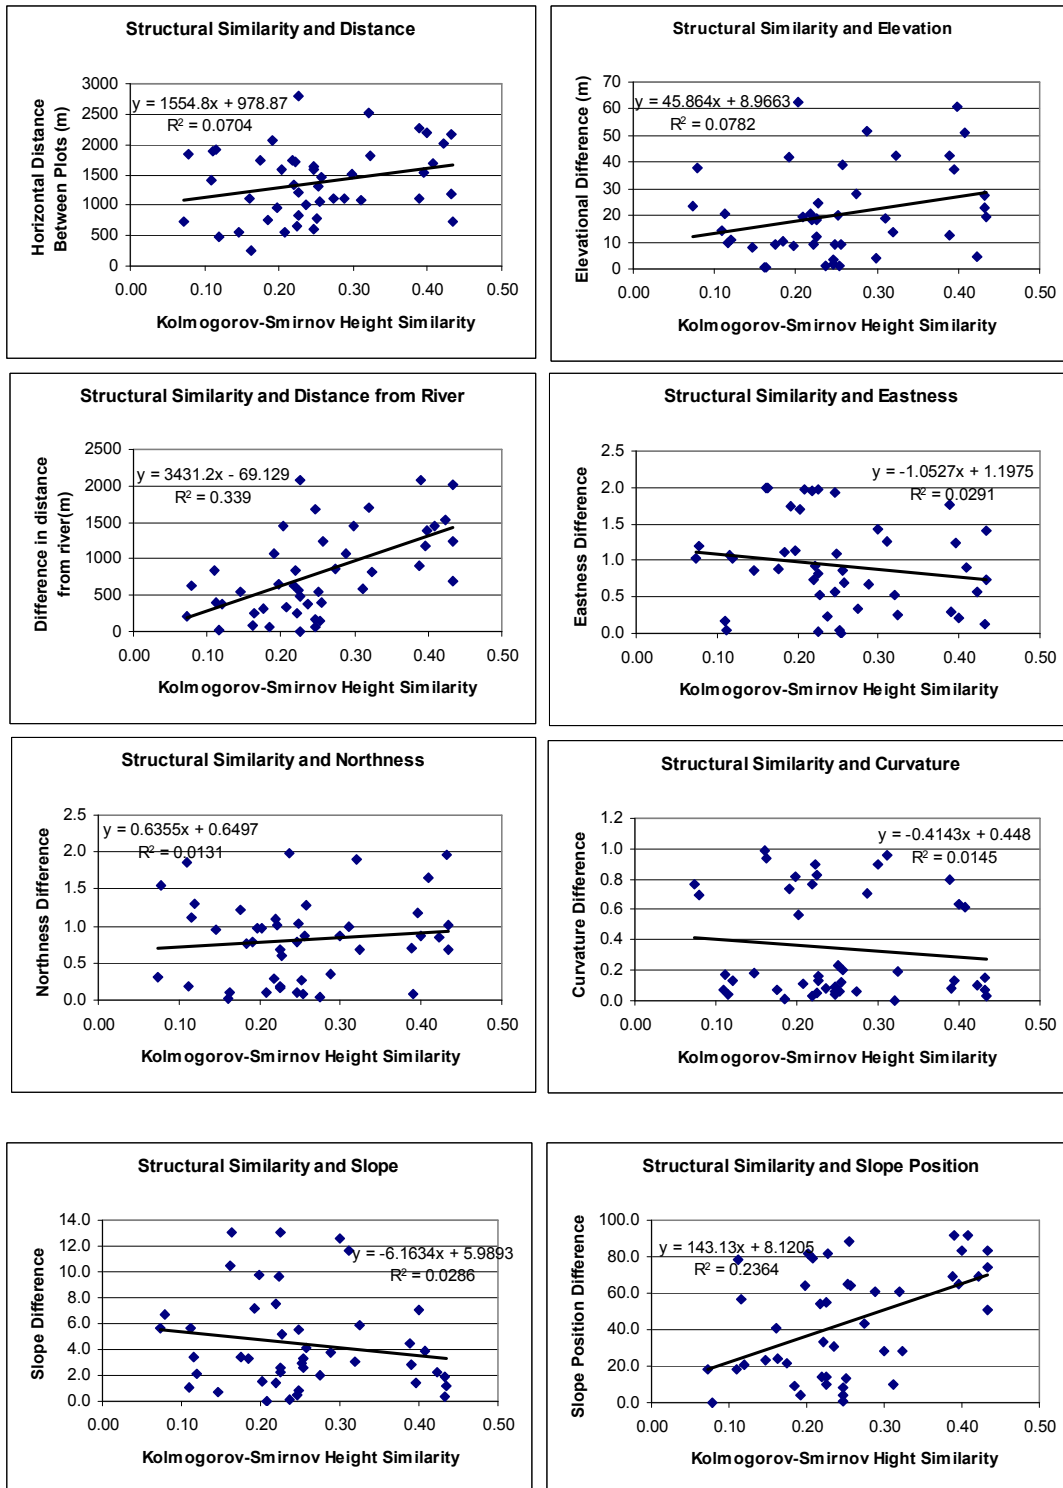 Structural Similarity and Distance
3000
2500
2000
1500
1000
500
0
0.00 0.10 0.20 0.30 0.40 0.50
Horizontal Distance
Between Plots (m)
y = 1554.8x + 978.87
R² = 0.0704
Kolmogorov-Smirnov Height Similarity
Structural Similarity and Elevation
70
60
50
40
30
20
10
0
0.00 0.10 0.20 0.30 0.40 0.50
Elevational Difference (m)
y = 45.864x + 8.9663
R² = 0.0782
Kolmogorov-Smirnov Height Similarity
Structural Similarity and Distance from River
2500
2000
1500
1000
500
0
0.00 0.10 0.20 0.30 0.40 0.50
Difference in distance
from river(m)
y = 3431.2x - 69.129
R² = 0.339
Kolmogorov-Smirnov Height Similarity
Structural Similarity and Eastness
2.5
2.0
1.5
1.0
0.5
0.0
0.00 0.10 0.20 0.30 0.40 0.50
Eastness Difference
y = -1.0527x + 1.1975
R² = 0.0291
Kolmogorov-Smirnov Height Similarity
Structural Similarity and Northness
2.5
2.0
1.5
1.0
0.5
0.0
0.00 0.10 0.20 0.30 0.40 0.50
Northness Difference
y = 0.6355x + 0.6497
R² = 0.0131
Kolmogorov-Smirnov Height Similarity
Structural Similarity and Curvature
1.2
1.0
0.8
0.6
0.4
0.2
0.0
0.00 0.10 0.20 0.30 0.40 0.50
Curvature Difference
y = -0.4143x + 0.448
R² = 0.0145
Kolmogorov-Smirnov Height Similarity
Structural Similarity and Slope
14.0
12.0
10.0
8.0
6.0
4.0
2.0
0.0
0.00 0.10 0.20 0.30 0.40 0.50
Slope Difference
y = -6.1634x + 5.9893
R² = 0.0286
Kolmogorov-Smirnov Height Similarity
Structural Similarity and Slope Position
100.0
80.0
60.0
40.0
20.0
0.0
0.00 0.10 0.20 0.30 0.40 0.50
Slope Position Difference
y = 143.13x + 8.1205
R² = 0.2364
Kolmogorov-Smirnov Hight Similarity